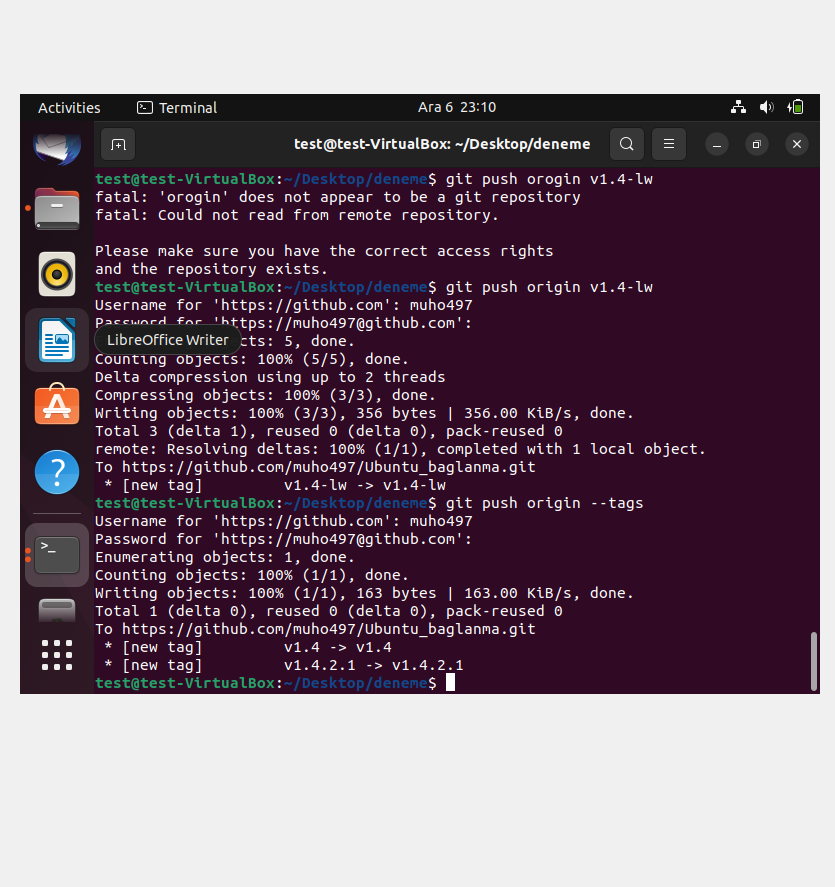 Activities
Terminal
Ara 6 23:10
test@test-VirtualBox: ~/Desktop/deneme
test@test-VirtualBox:~/Desktop/deneme$ git push orogin v1.4-lw
fatal: 'orogin' does not appear to be a git repository
fatal: Could not read from remote repository.
Please make sure you have the correct access rights
and the repository exists.
test@test-VirtualBox:~/Desktop/deneme$ git push origin v1.4-lw
Username for 'https://github.com': muho497
Password for 'https://muho497@github.com':
LibreOffice Writer
cts: 5, done.
Counting objects: 100% (5/5), done.
Delta compression using up to 2 threads
Compressing objects: 100% (3/3), done.
Writing objects: 100% (3/3), 356 bytes | 356.00 KiB/s, done.
Total 3 (delta 1), reused 0 (delta 0), pack-reused 0
remote: Resolving deltas: 100% (1/1), completed with 1 local object.
To https://github.com/muho497/Ubuntu_baglanma.git
* [new tag] v1.4-lw -> v1.4-lw
test@test-VirtualBox:~/Desktop/deneme$ git push origin --tags
Username for 'https://github.com': muho497
Password for 'https://muho497@github.com':
Enumerating objects: 1, done.
Counting objects: 100% (1/1), done.
Writing objects: 100% (1/1), 163 bytes | 163.00 KiB/s, done.
Total 1 (delta 0), reused 0 (delta 0), pack-reused 0
To https://github.com/muho497/Ubuntu_baglanma.git
* [new tag] v1.4 -> v1.4
* [new tag] v1.4.2.1 -> v1.4.2.1
test@test-VirtualBox:~/Desktop/deneme$